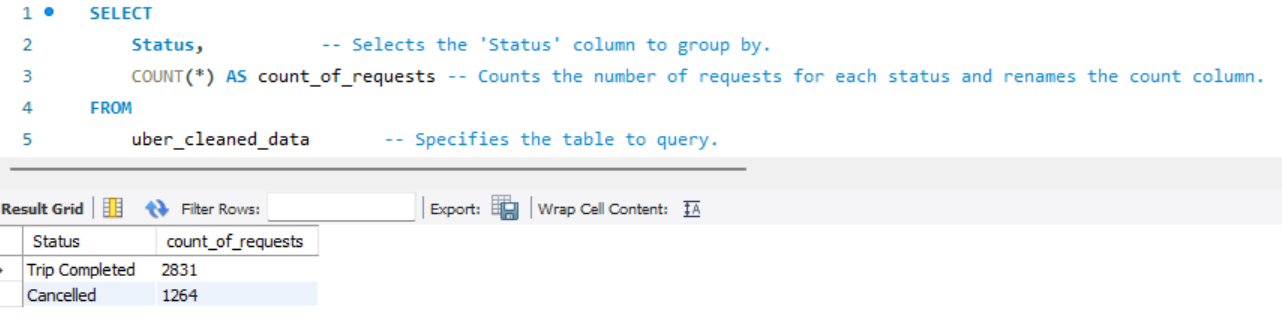 1 SELECT
2 Status, -- Selects the 'Status' column to group by.
3 COUNT(*) AS count_of_requests -- Counts the number of requests for each status and renames the count column.
4 FROM
5 uber_cleaned_data -- Specifies the table to query.
Result Grid Filter Rows: Export: Wrap Cell Content: IA
Status count_of_requests
Trip Completed 2831
Cancelled 1264